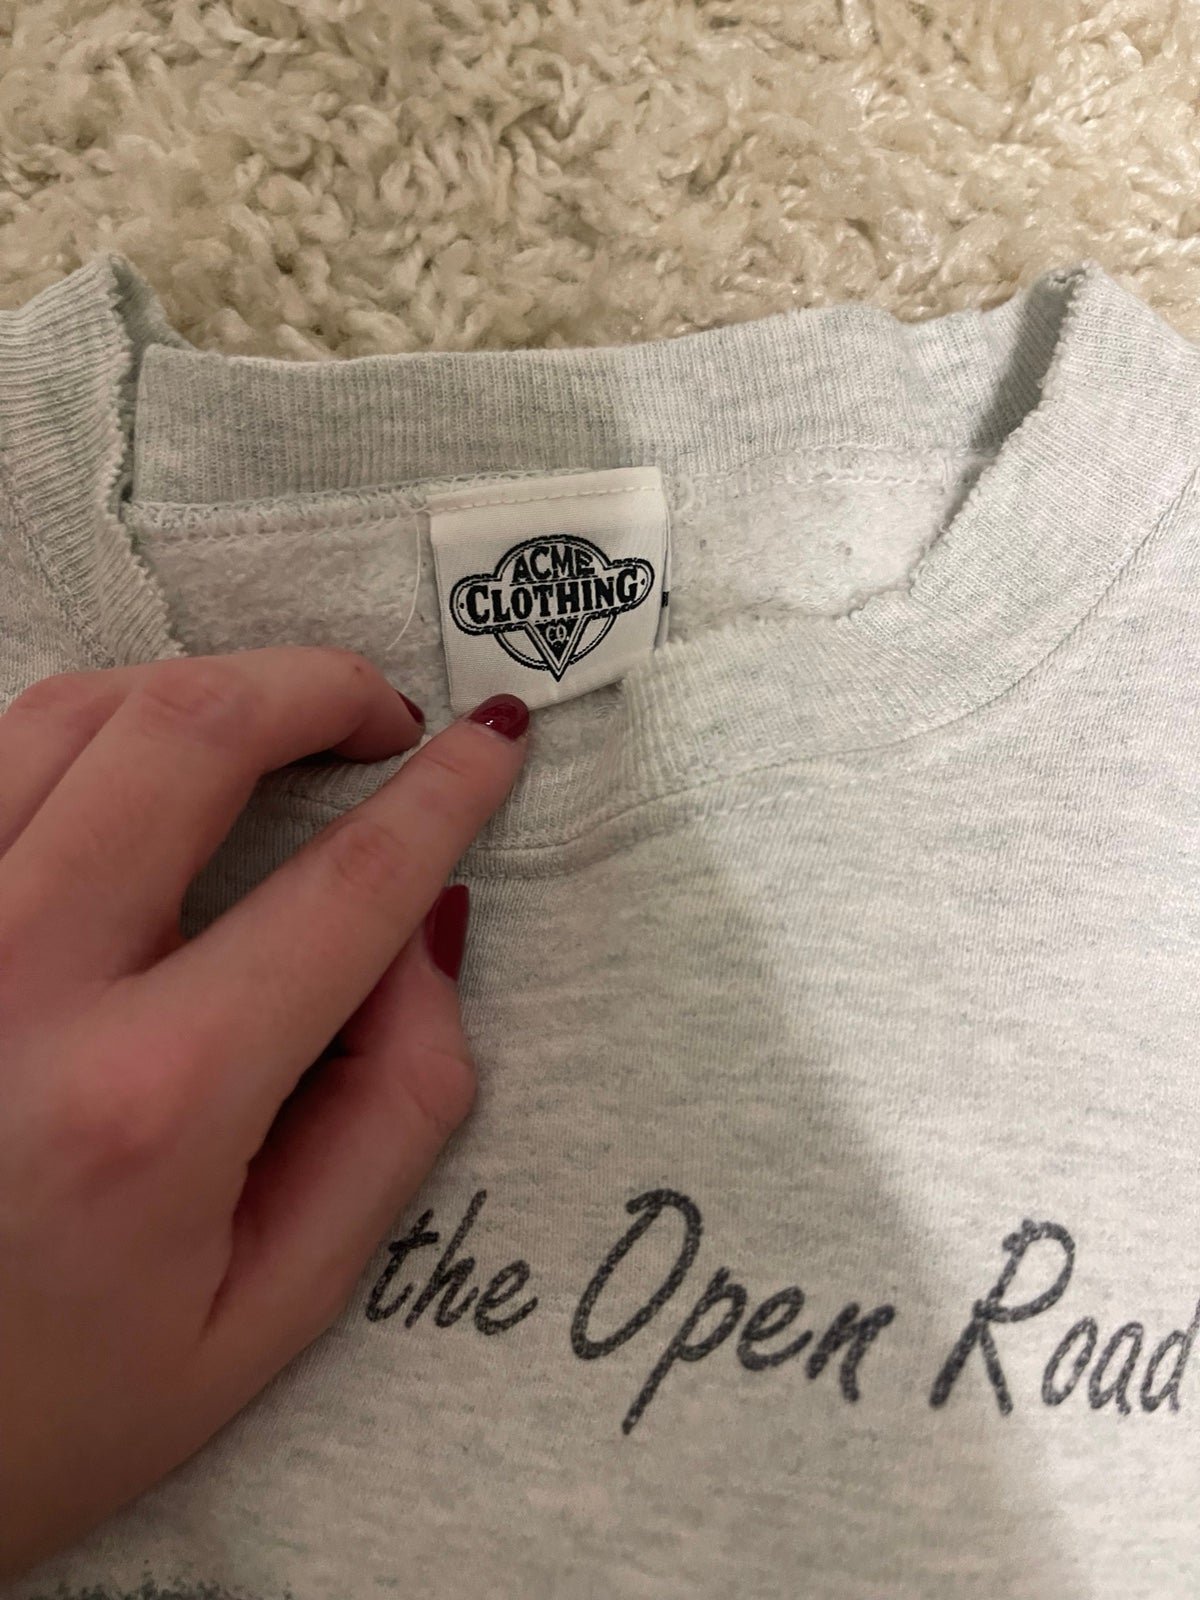 ACME
CLOTHING
CO.
the Open Road